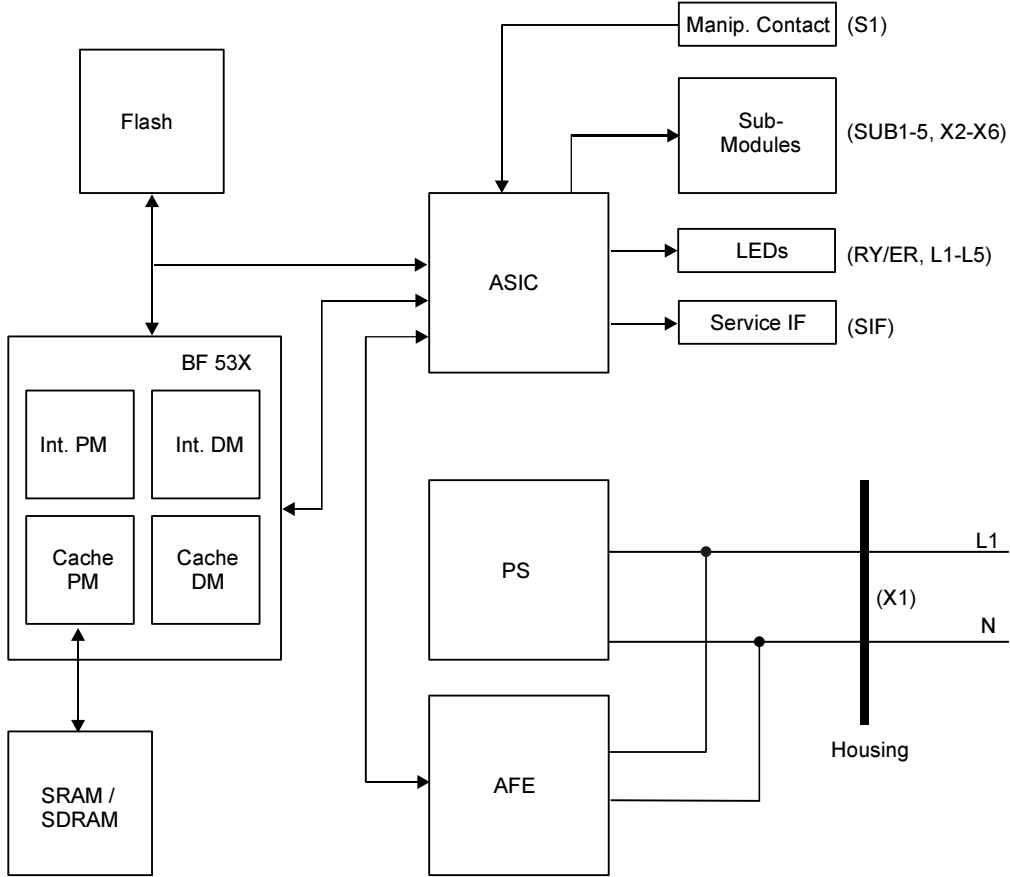 Manip. Contact (S1)
Flash
Sub-
Modules
(SUB1-5, X2-X6)
ASIC
LEDs (RY/ER, L1-L5)
Service IF (SIF)
BF 53X
Int. PM
Int. DM
Cache
PM
Cache
DM
PS
L1
(X1)
N
Housing
SRAM /
SDRAM
AFE